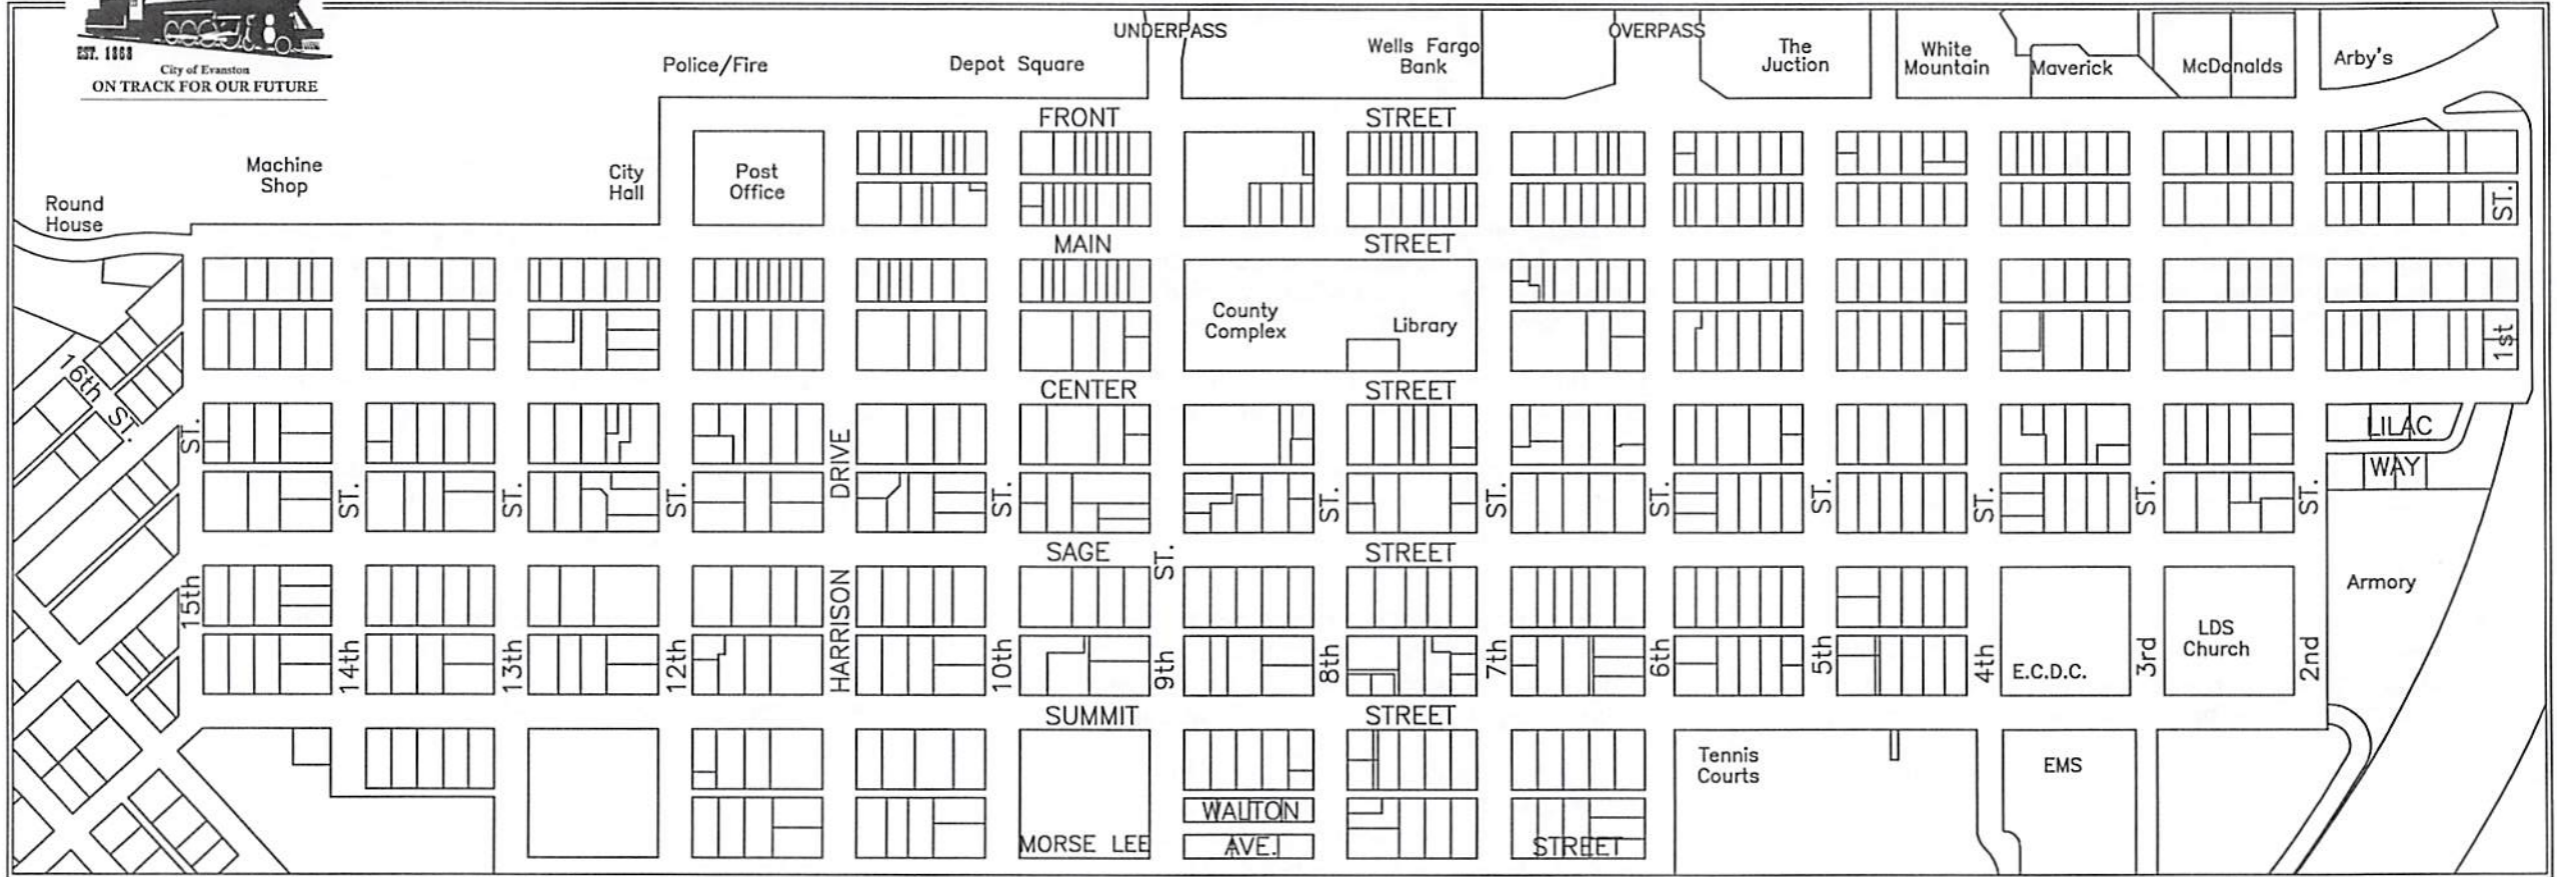 EST. 1868
City of Evanston
ON TRACK FOR OUR FUTURE
UNDERPASS
OVERPASS
Police/Fire
Depot Square
Wells Fargo
Bank
The
Juction
White
Mountain
Maverick
McDonalds
Arby's
FRONT STREET
Machine
Shop
City
Hall
Post
Office
Round
House
ST.
MAIN STREET
County
Complex
Library
1st
16th ST.
CENTER STREET
LILAC
WAY
ST.
ST.
ST.
ST.
DRIVE
ST.
ST.
ST.
ST.
ST.
ST.
ST.
ST.
ST.
SAGE STREET
Armory
15th
14th
13th
12th
HARRISON
10th
9th
8th
7th
6th
5th
4th
E.C.D.C.
3rd
LDS
Church
2nd
SUMMIT STREET
Tennis
Courts
EMS
WALTON
AVE.
MORSE LEE STREET